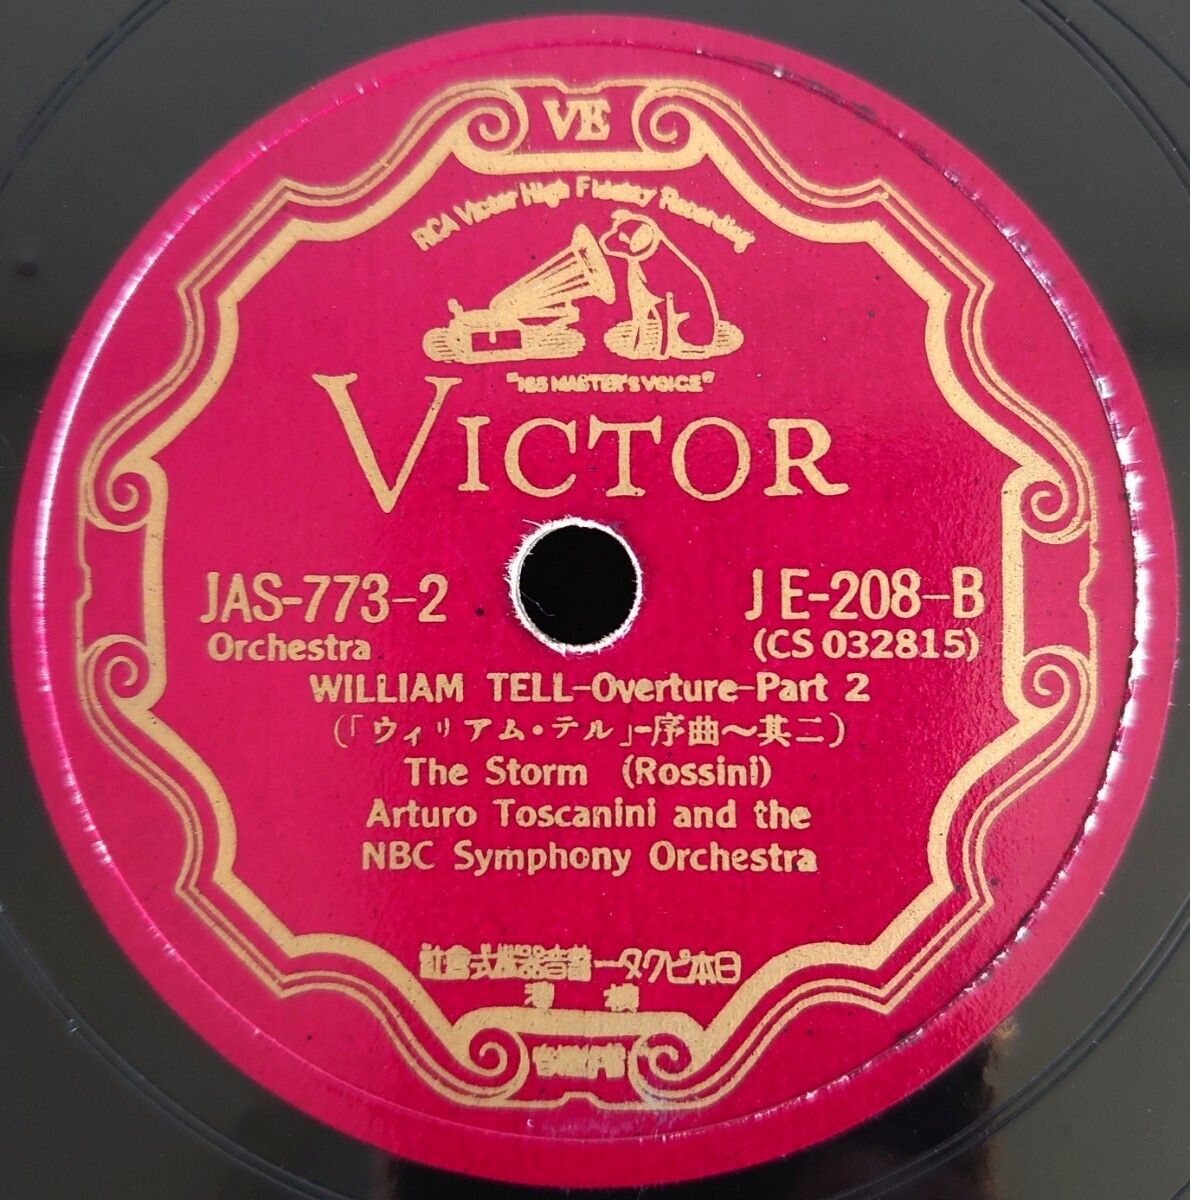 VE
RCA Victor High Fidelity Recording
"HIS MASTER'S VOICE"
VICTOR
JAS-773-2
Orchestra
JE-208-B
(CS 032815)
WILLIAM TELL-Overture-Part 2
(「ウィリアム・テル」-序曲~其二)
The Storm (Rossini)
Arturo Toscanini and the
NBC Symphony Orchestra
社會式株器音蓄ータクビ本日
濱 横